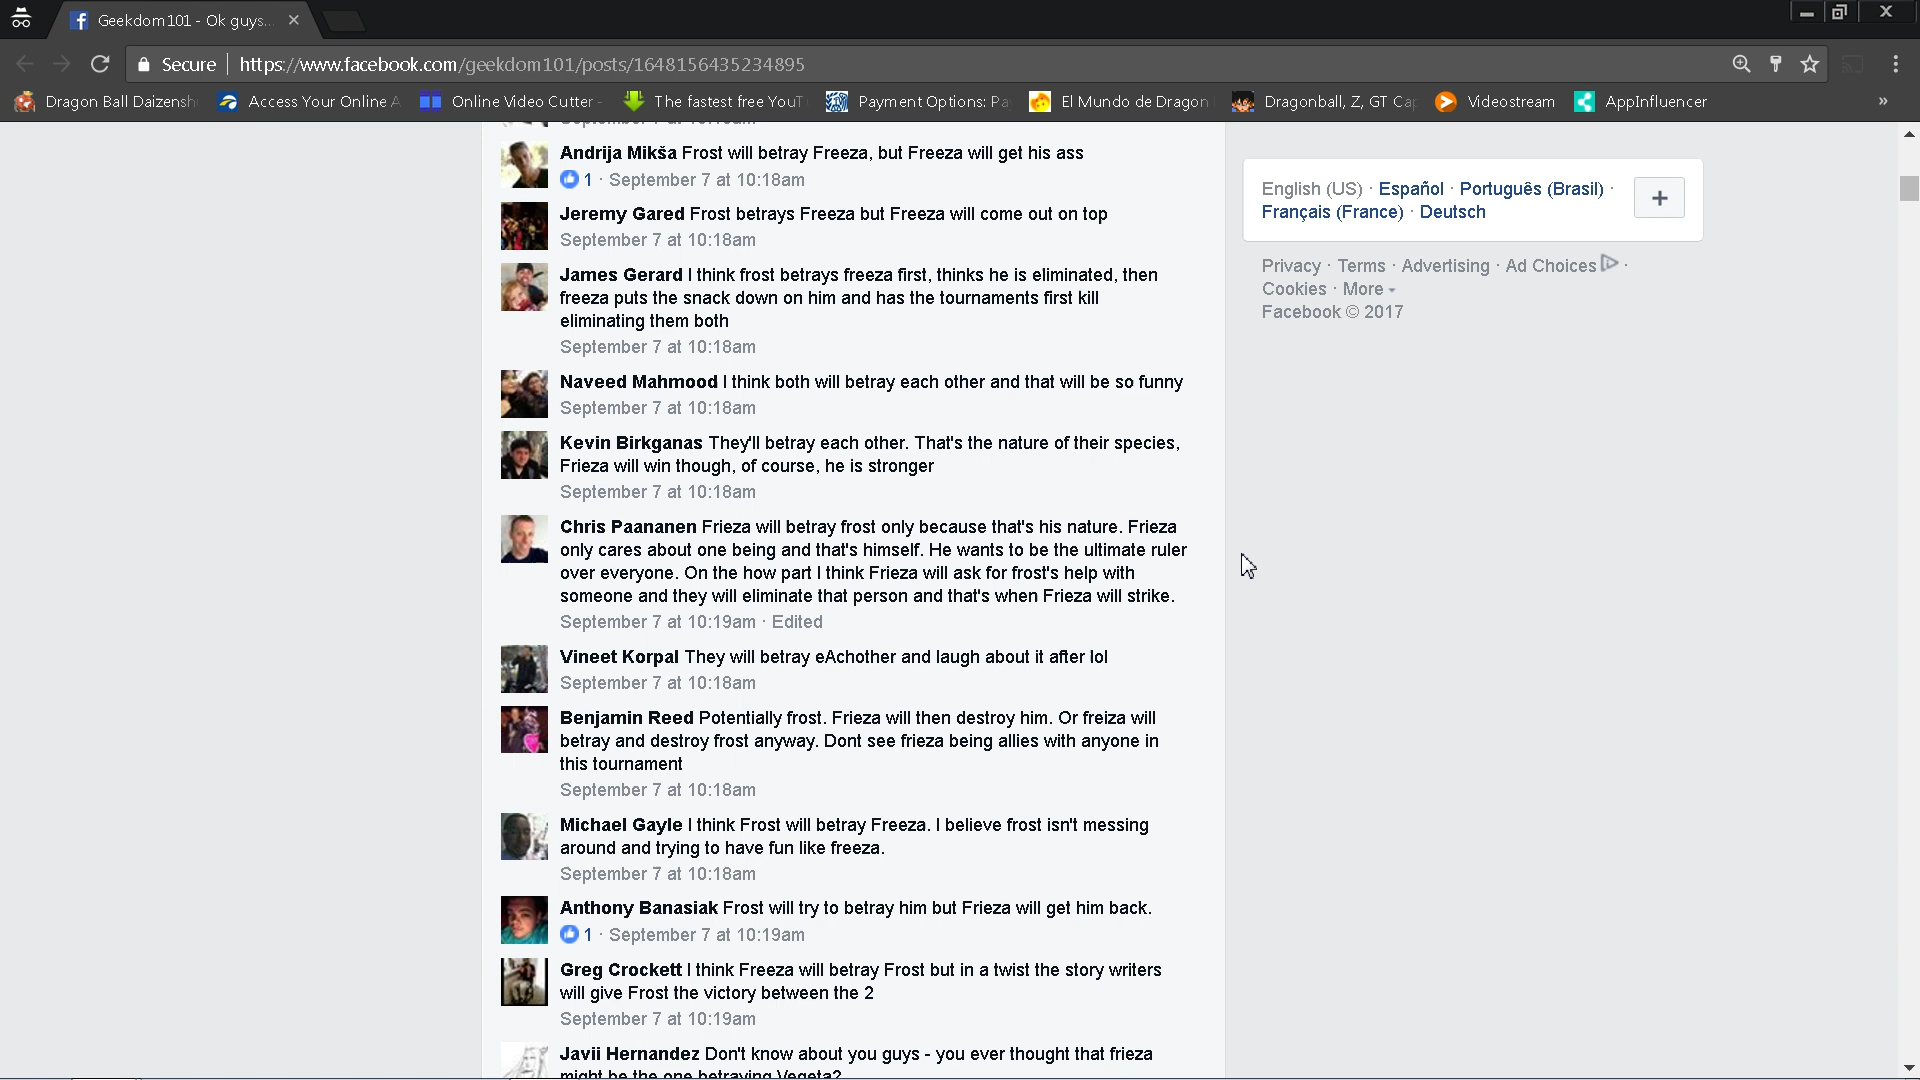 Geekdom101 - Ok guys...
Secure https://www.facebook.com/geekdom101/posts/1648156435234895
Dragon Ball Daizensh Access Your Online A Online Video Cutter - The fastest free YouT Payment Options: Pa El Mundo de Dragon Dragonball, Z, GT Cap Videostream AppInfluencer »
Andrija Mikša Frost will betray Freeza, but Freeza will get his ass
1 · September 7 at 10:18am
Jeremy Gared Frost betrays Freeza but Freeza will come out on top
September 7 at 10:18am
James Gerard I think frost betrays freeza first, thinks he is eliminated, then
freeza puts the snack down on him and has the tournaments first kill
eliminating them both
September 7 at 10:18am
Naveed Mahmood I think both will betray each other and that will be so funny
September 7 at 10:18am
Kevin Birkganas They'll betray each other. That's the nature of their species,
Frieza will win though, of course, he is stronger
September 7 at 10:18am
Chris Paananen Frieza will betray frost only because that's his nature. Frieza
only cares about one being and that's himself. He wants to be the ultimate ruler
over everyone. On the how part I think Frieza will ask for frost's help with
someone and they will eliminate that person and that's when Frieza will strike.
September 7 at 10:19am · Edited
Vineet Korpal They will betray eAchother and laugh about it after lol
September 7 at 10:18am
Benjamin Reed Potentially frost. Frieza will then destroy him. Or freiza will
betray and destroy frost anyway. Dont see frieza being allies with anyone in
this tournament
September 7 at 10:18am
Michael Gayle I think Frost will betray Freeza. I believe frost isn't messing
around and trying to have fun like freeza.
September 7 at 10:18am
Anthony Banasiak Frost will try to betray him but Frieza will get him back.
1 · September 7 at 10:19am
Greg Crockett I think Freeza will betray Frost but in a twist the story writers
will give Frost the victory between the 2
September 7 at 10:19am
Javii Hernandez Don't know about you guys - you ever thought that frieza
might be the one betraying Vegeta?
English (US) · Español · Português (Brasil) ·
Français (France) · Deutsch
Privacy · Terms · Advertising · Ad Choices ·
Cookies · More
Facebook © 2017